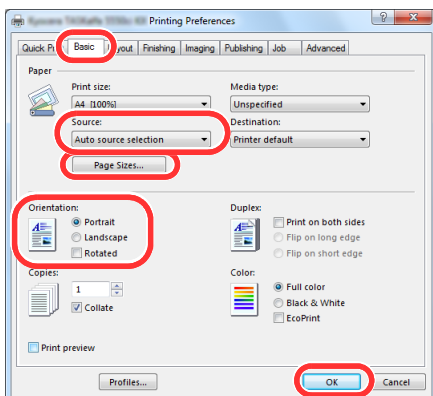 Printing Preferences
Quick Pr Basic yout Finishing Imaging Publishing Job Advanced
Paper
Print size:
A4 [100%]
Source:
Auto source selection
Page Sizes...
Media type:
Unspecified
Destination:
Printer default
Orientation:
Portrait
Landscape
Rotated
Duplex:
Print on both sides
Flip on long edge
Flip on short edge
Copies:
1
Collate
Color:
Full color
Black & White
EcoPrint
Print preview
Profiles...
OK
Cancel